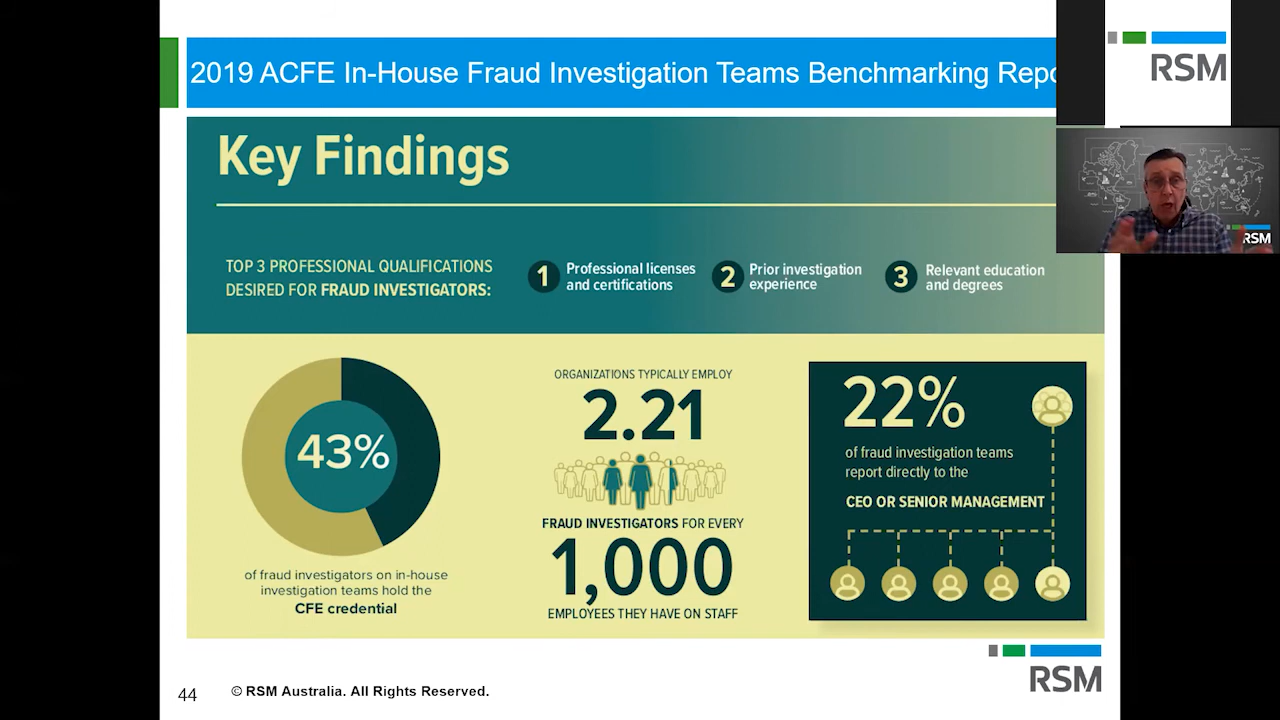 2019 ACFE In-House Fraud Investigation Teams Benchmarking
RSM
RSM
Key Findings
TOP 3 PROFESSIONAL QUALIFICATIONS
DESIRED FOR FRAUD INVESTIGATORS:
1 Professional licenses
and certifications
2 Prior investigation
experience
3 Relevant education
and degrees
43%
of fraud investigators on in-house
investigation teams hold the
CFE credential
ORGANIZATIONS TYPICALLY EMPLOY
2.21
FRAUD INVESTIGATORS FOR EVERY
1,000
EMPLOYEES THEY HAVE ON STAFF
22%
of fraud investigation teams
report directly to the
CEO OR SENIOR MANAGEMENT
44
© RSM Australia. All Rights Reserved.
RSM